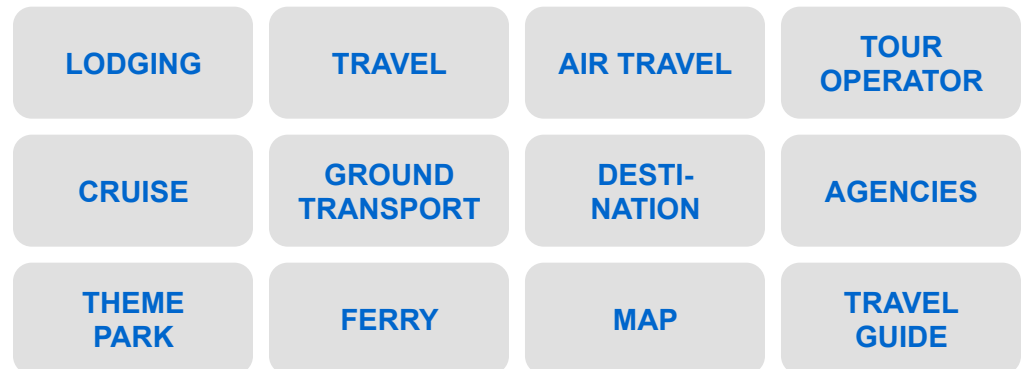 LODGING
TRAVEL
AIR TRAVEL
TOUR
OPERATOR
CRUISE
GROUND
TRANSPORT
DESTI-
NATION
AGENCIES
THEME
PARK
FERRY
MAP
TRAVEL
GUIDE